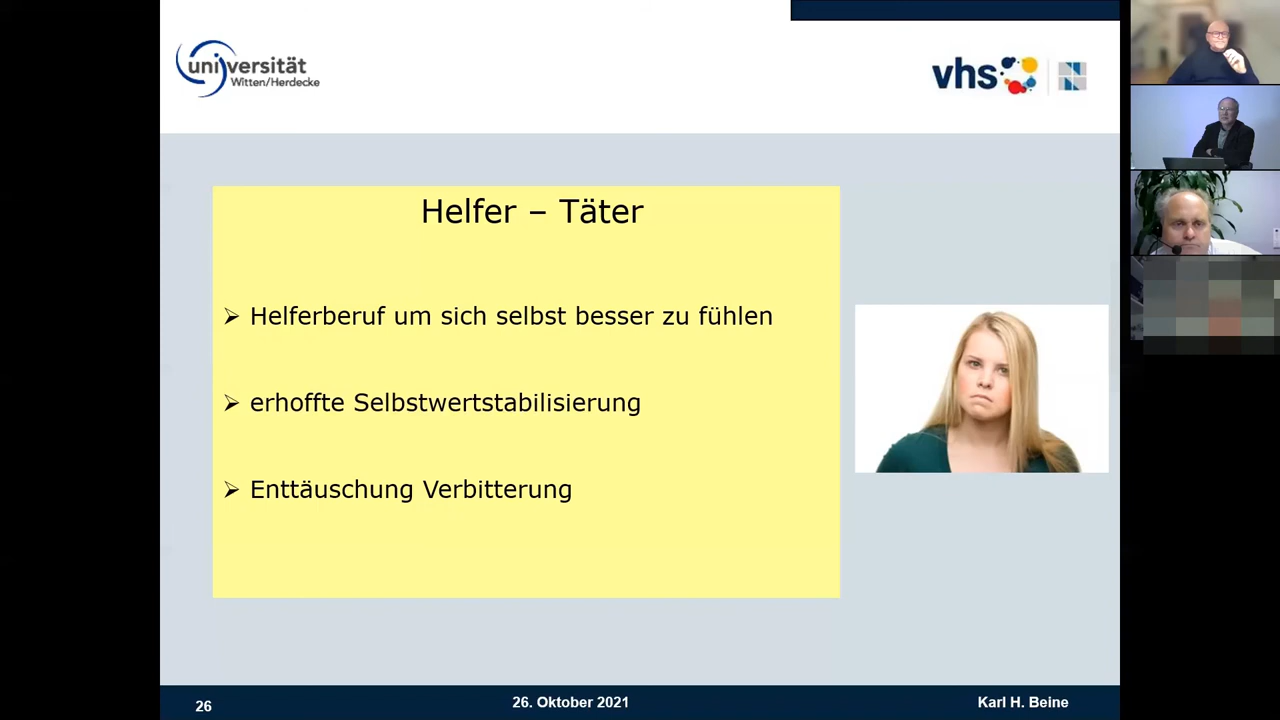 universität
Witten/Herdecke
vhs
Helfer – Täter
Helferberuf um sich selbst besser zu fühlen
erhoffte Selbstwertstabilisierung
Enttäuschung Verbitterung
26
26. Oktober 2021
Karl H. Beine